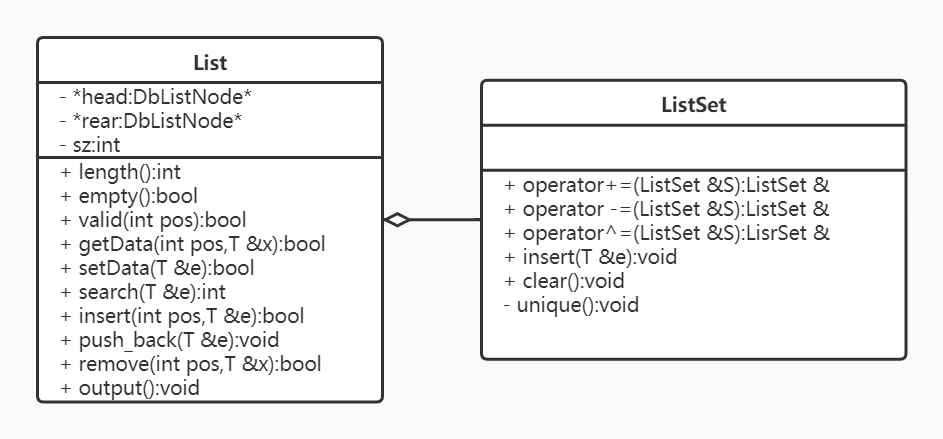 List
- *head:DbListNode*
- *rear:DbListNode*
- sz:int
+ length():int
+ empty():bool
+ valid(int pos):bool
+ getData(int pos,T &x):bool
+ setData(T &e):bool
+ search(T &e):int
+ insert(int pos,T &e):bool
+ push_back(T &e):void
+ remove(int pos,T &x):bool
+ output():void
ListSet
+ operator+=(ListSet &S):ListSet &
+ operator -=(ListSet &S):ListSet &
+ operator^=(ListSet &S):LisrSet &
+ insert(T &e):void
+ clear():void
- unique():void